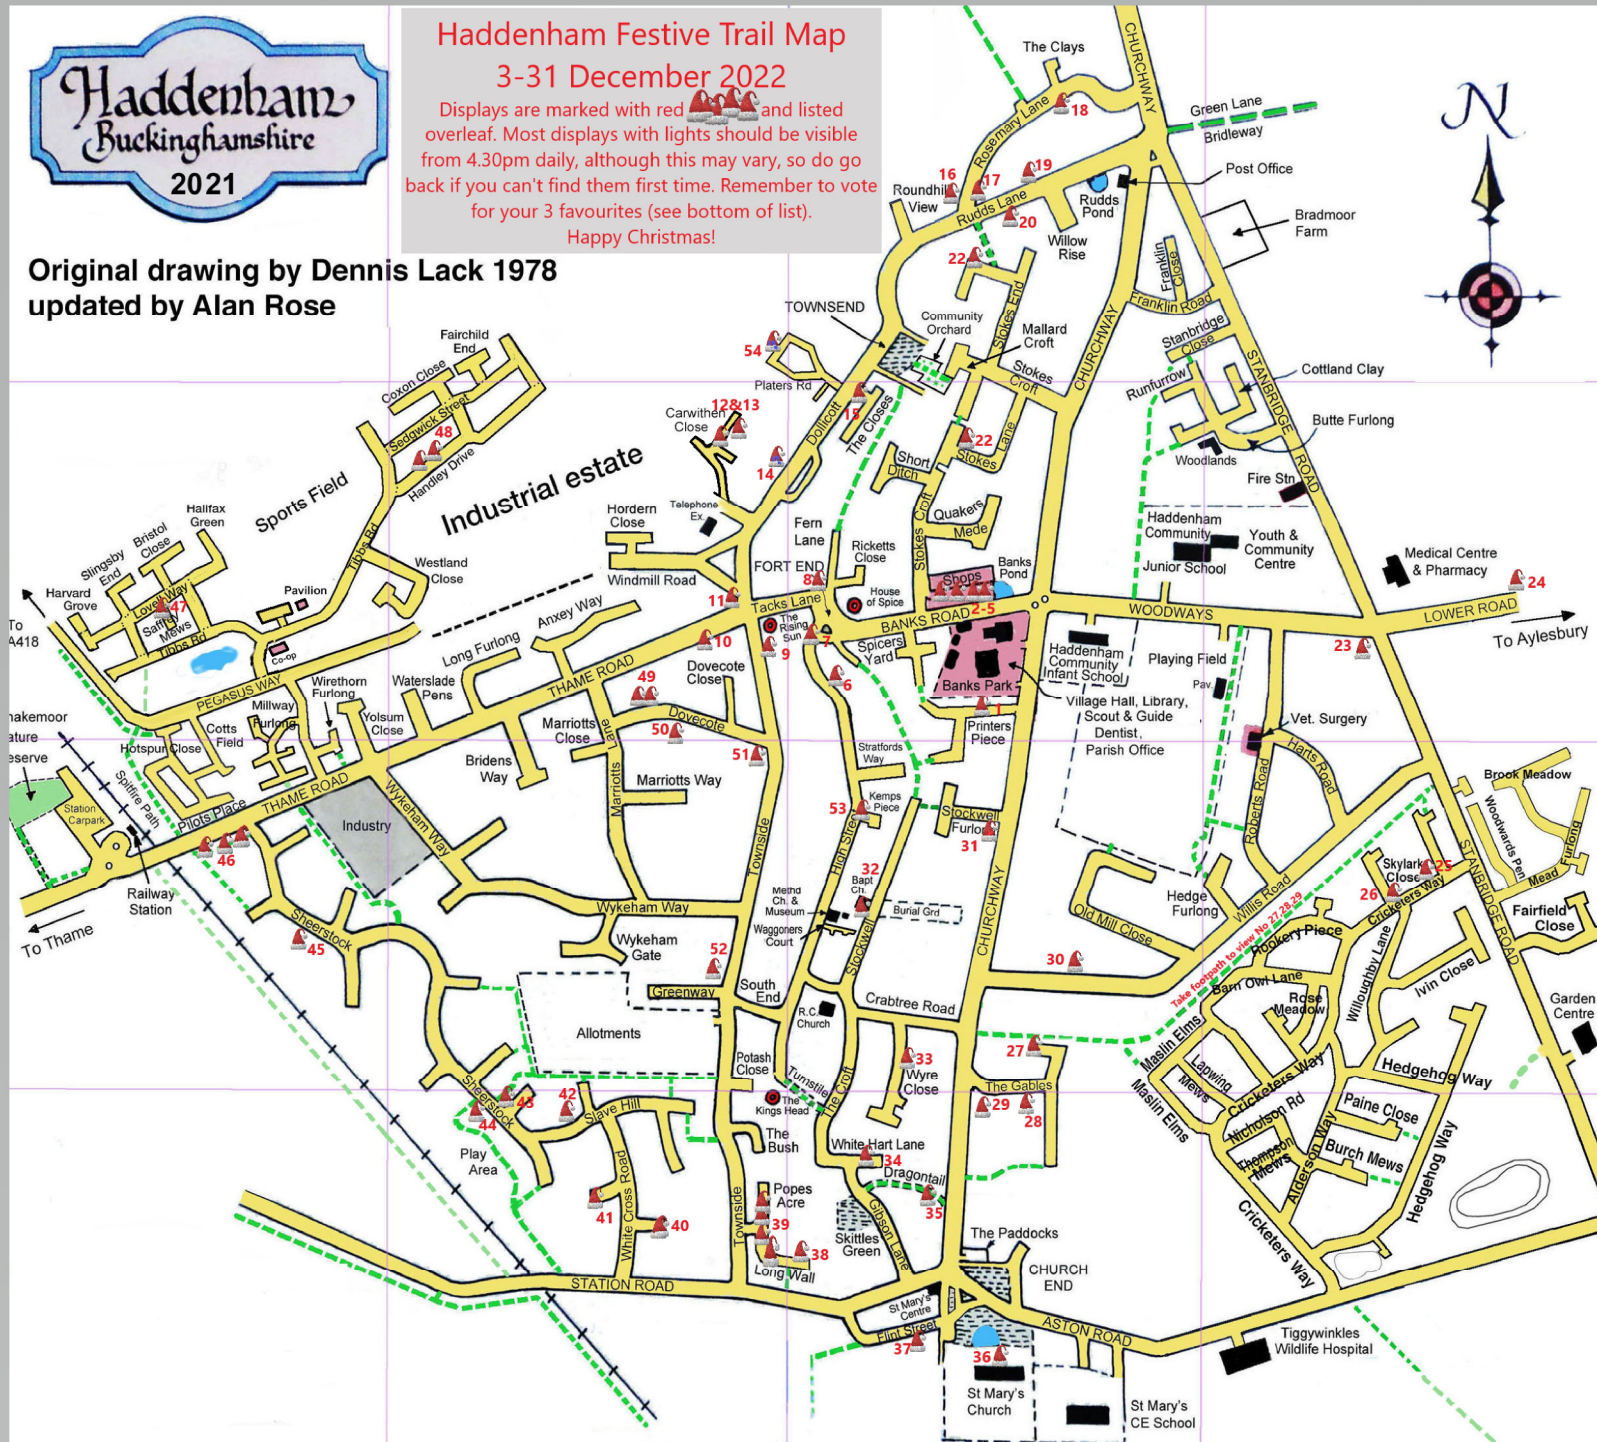 Haddenham
Buckinghamshire
2021
Haddenham Festive Trail Map
3-31 December 2022
Displays are marked with red and listed
overleaf. Most displays with lights should be visible
from 4.30pm daily, although this may vary, so do go
back if you can't find them first time. Remember to vote
for your 3 favourites (see bottom of list).
Happy Christmas!
Original drawing by Dennis Lack 1978
updated by Alan Rose
N
The Clays
CHURCHWAY
18
Rosemary Lane
Green Lane
Bridleway
Post Office
16
17
19
Roundhill
View
Rudds Lane
20
Rudds
Pond
Willow
Rise
Bradmoor
Farm
22
Franklin
Close
Franklin Road
TOWNSEND
Community
Orchard
Stokes End
Mallard
Croft
CHURCHWAY
Stanbridge
Close
STANBRIDGE
ROAD
Fairchild
End
Coxon Close
Sedgwick Street
48
Handley Drive
54
Platers Rd
Stokes
Croft
Runfurrow
Cottland Clay
12&13
Carwithen
Close
15
Dollicott
The Closes
Butte Furlong
22
Stokes
Lane
14
Short
Ditch
Woodlands
Fire Stn
Sports Field
Industrial estate
Telephone
Ex.
Hordern
Close
Halifax
Green
Bristol
Close
Slingsby
End
Harvard
Grove
Fern
Lane
Stokes Croft
Quakers
Mede
Haddenham
Community
Junior School
Youth &
Community
Centre
Medical Centre
& Pharmacy
24
Tibbs Rd
Westland
Close
Windmill Road
FORT END
Ricketts
Close
Banks
Pond
Shops
2-5
Pavilion
Lovell Way
47
Saffrey
Mews
Tibbs Rd
Co-op
To
A418
11
Tacks Lane
8
House
of Spice
BANKS ROAD
WOODWAYS
LOWER ROAD
To Aylesbury
Anxey Way
Long Furlong
10
The
Rising
Sun
9
7
Spicers
Yard
Haddenham
Community
Infant School
Playing Field
23
PEGASUS WAY
THAME ROAD
Dovecote
Close
6
Banks Park
Pav.
Village Hall, Library,
Scout & Guide
Dentist,
Parish Office
Vet. Surgery
Waterslade
Pens
Wirethorn
Furlong
Millway
Furlong
Cotts
Field
Hotspur Close
Yolsum
Close
49
Dovecote
50
51
Marriotts
Close
1
Printers
Piece
Harts Road
Roberts Road
Bridens
Way
Marriotts Lane
Marriotts Way
Stratfords
Way
Brook Meadow
Spitfire Path
Station
Carpark
Pilots Place
THAME ROAD
46
Industry
Wykeham Way
Townside
53
Kemps
Piece
High Street
Stockwell
Furlong
31
CHURCHWAY
Woodwards Pen
Furlong
Mead
STANBRIDGE ROAD
Railway
Station
To Thame
32
Bapt
Ch.
Methd
Ch. &
Museum
Waggoners
Court
Burial Grd
Stockwell
Old Mill Close
Hedge
Furlong
Willis Road
Skylark
Close
25
26
Cricketers Way
Fairfield
Close
Sheerstock
45
Wykeham Way
Wykeham
Gate
52
Greenway
South
End
30
Take footpath to view No 27,28,29
Rookery Piece
Barn Owl Lane
Rose
Meadow
Willoughby Lane
Ivin Close
Allotments
R.C.
Church
Crabtree Road
Garden
Centre
Potash
Close
Turnstile
The Croft
33
Wyre
Close
27
The Gables
29
28
Maslin Elms
Lapwing
Mews
Maslin Elms
Cricketers Way
Hedgehog Way
Paine Close
Nicholson Rd
Thompson
Mews
Alderson Way
Burch Mews
Hedgehog Way
Sheerstock
43
44
42
Slave Hill
The
Kings Head
The
Bush
Play
Area
White Hart Lane
34
Dragontail
35
White Cross Road
41
40
Townside
Popes
Acre
39
38
Long Wall
Skittles
Green
Gibson Lane
The Paddocks
CHURCH
END
Cricketers Way
STATION ROAD
St Mary's
Centre
Flint Street
37
36
ASTON ROAD
Tiggywinkles
Wildlife Hospital
St Mary's
Church
St Mary's
CE School